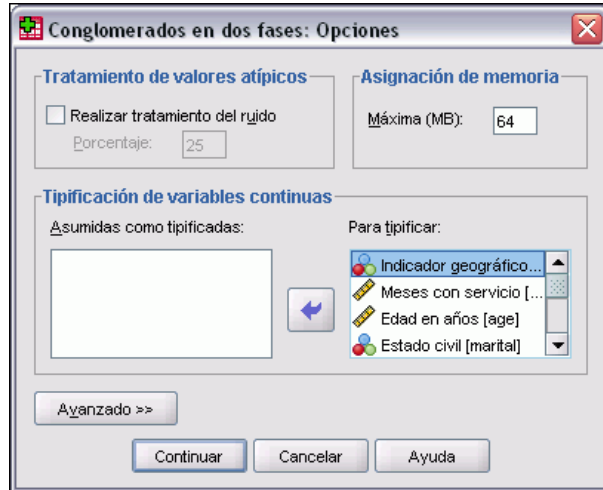 Conglomerados en dos fases: Opciones
Tratamiento de valores atípicos
Realizar tratamiento del ruido
Porcentaje: 25
Asignación de memoria
Máxima (MB): 64
Tipificación de variables continuas
Asumidas como tipificadas:
Para tipificar:
Indicador geográfico...
Meses con servicio [...
Edad en años [age]
Estado civil [marital]
Avanzado >>
Continuar
Cancelar
Ayuda